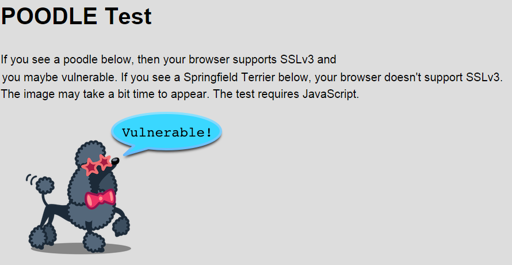 POODLE Test
If you see a poodle below, then your browser supports SSLv3 and
you maybe vulnerable. If you see a Springfield Terrier below, your browser doesn't support SSLv3.
The image may take a bit time to appear. The test requires JavaScript.
Vulnerable!